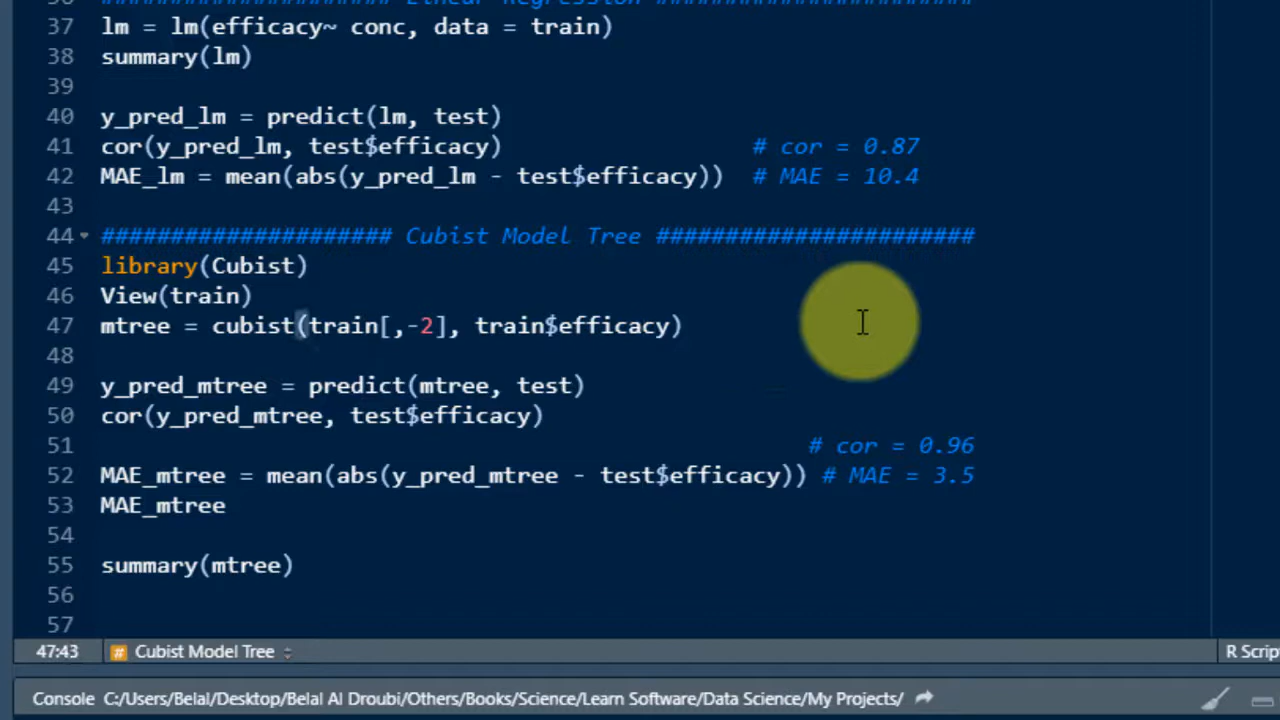 36 ##################### Linear Regression #######################
37 lm = lm(efficacy~ conc, data = train)
38 summary(lm)
39
40 y_pred_lm = predict(lm, test)
41 cor(y_pred_lm, test$efficacy) # cor = 0.87
42 MAE_lm = mean(abs(y_pred_lm - test$efficacy)) # MAE = 10.4
43
44 ##################### Cubist Model Tree #######################
45 library(Cubist)
46 View(train)
47 mtree = cubist(train[,-2], train$efficacy)
48
49 y_pred_mtree = predict(mtree, test)
50 cor(y_pred_mtree, test$efficacy)
51 # cor = 0.96
52 MAE_mtree = mean(abs(y_pred_mtree - test$efficacy)) # MAE = 3.5
53 MAE_mtree
54
55 summary(mtree)
56
57
47:43 # Cubist Model Tree R Scrip
Console C:/Users/Belal/Desktop/Belal Al Droubi/Others/Books/Science/Learn Software/Data Science/My Projects/